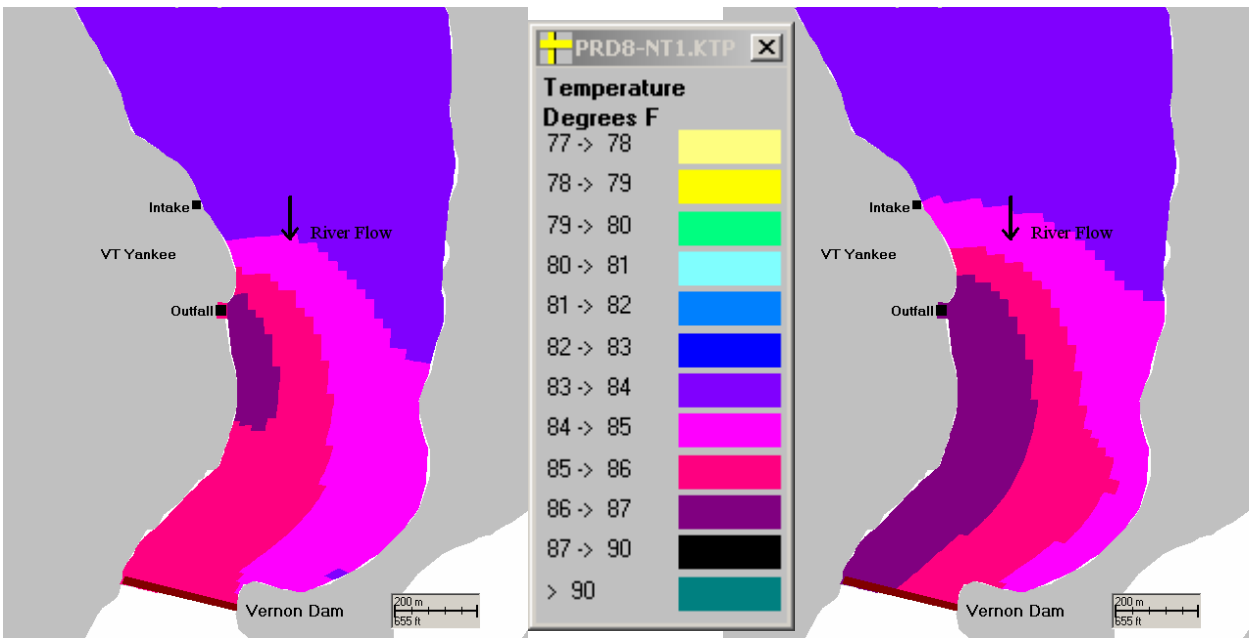 Intake
River Flow
VT Yankee
Outfall
Vernon Dam
200 m
655 ft
PRD8-NT1.KTP
Temperature
Degrees F
77 -> 78
78 -> 79
79 -> 80
80 -> 81
81 -> 82
82 -> 83
83 -> 84
84 -> 85
85 -> 86
86 -> 87
87 -> 90
> 90
Intake
River Flow
VT Yankee
Outfall
Vernon Dam
200 m
655 ft